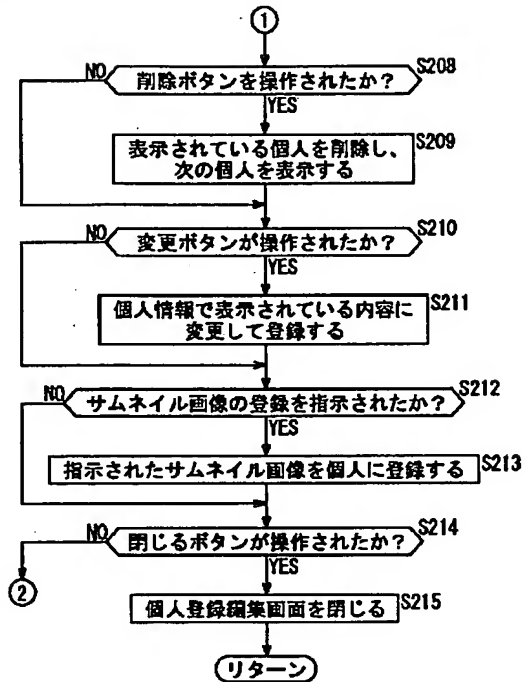 ①
NO
削除ボタンを操作されたか?
S208
YES
表示されている個人を削除し、
次の個人を表示する
S209
NO
変更ボタンが操作されたか?
S210
YES
個人情報で表示されている内容に
変更して登録する
S211
NO
サムネイル画像の登録を指示されたか?
S212
YES
指示されたサムネイル画像を個人に登録する
S213
NO
閉じるボタンが操作されたか?
S214
②
YES
個人登録編集画面を閉じる
S215
リターン